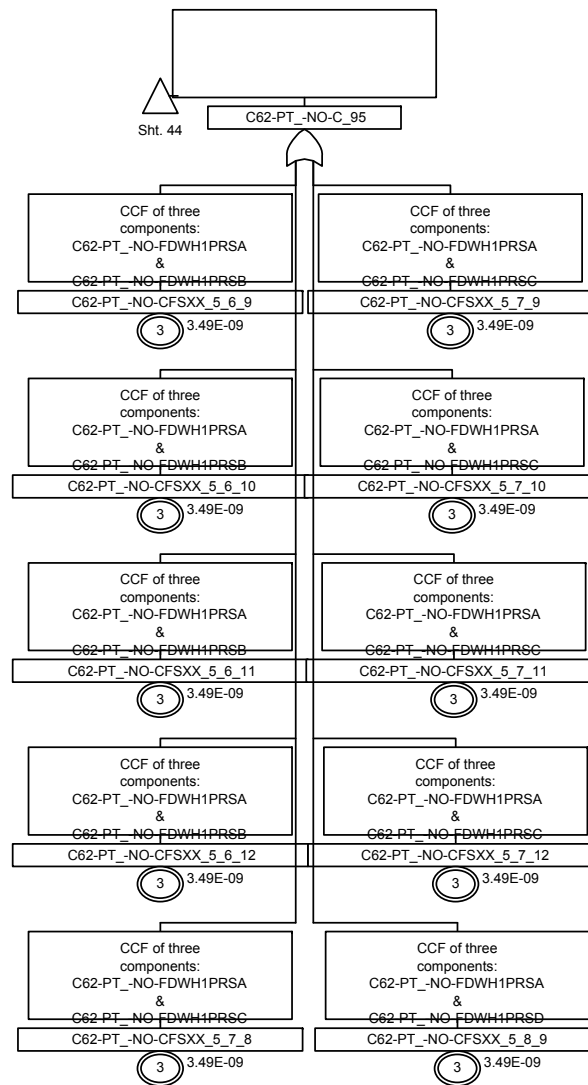 Sht. 44
C62-PT_-NO-C_95
CCF of three
components:
C62-PT_-NO-FDWH1PRSA
&
C62-PT_-NO-FDWH1PRSB
C62-PT_-NO-CFSXX_5_6_9
3
3.49E-09
CCF of three
components:
C62-PT_-NO-FDWH1PRSA
&
C62-PT_-NO-FDWH1PRSC
C62-PT_-NO-CFSXX_5_7_9
3
3.49E-09
CCF of three
components:
C62-PT_-NO-FDWH1PRSA
&
C62-PT_-NO-FDWH1PRSB
C62-PT_-NO-CFSXX_5_6_10
3
3.49E-09
CCF of three
components:
C62-PT_-NO-FDWH1PRSA
&
C62-PT_-NO-FDWH1PRSC
C62-PT_-NO-CFSXX_5_7_10
3
3.49E-09
CCF of three
components:
C62-PT_-NO-FDWH1PRSA
&
C62-PT_-NO-FDWH1PRSB
C62-PT_-NO-CFSXX_5_6_11
3
3.49E-09
CCF of three
components:
C62-PT_-NO-FDWH1PRSA
&
C62-PT_-NO-FDWH1PRSC
C62-PT_-NO-CFSXX_5_7_11
3
3.49E-09
CCF of three
components:
C62-PT_-NO-FDWH1PRSA
&
C62-PT_-NO-FDWH1PRSB
C62-PT_-NO-CFSXX_5_6_12
3
3.49E-09
CCF of three
components:
C62-PT_-NO-FDWH1PRSA
&
C62-PT_-NO-FDWH1PRSC
C62-PT_-NO-CFSXX_5_7_12
3
3.49E-09
CCF of three
components:
C62-PT_-NO-FDWH1PRSA
&
C62-PT_-NO-FDWH1PRSC
C62-PT_-NO-CFSXX_5_7_8
3
3.49E-09
CCF of three
components:
C62-PT_-NO-FDWH1PRSA
&
C62-PT_-NO-FDWH1PRSD
C62-PT_-NO-CFSXX_5_8_9
3
3.49E-09